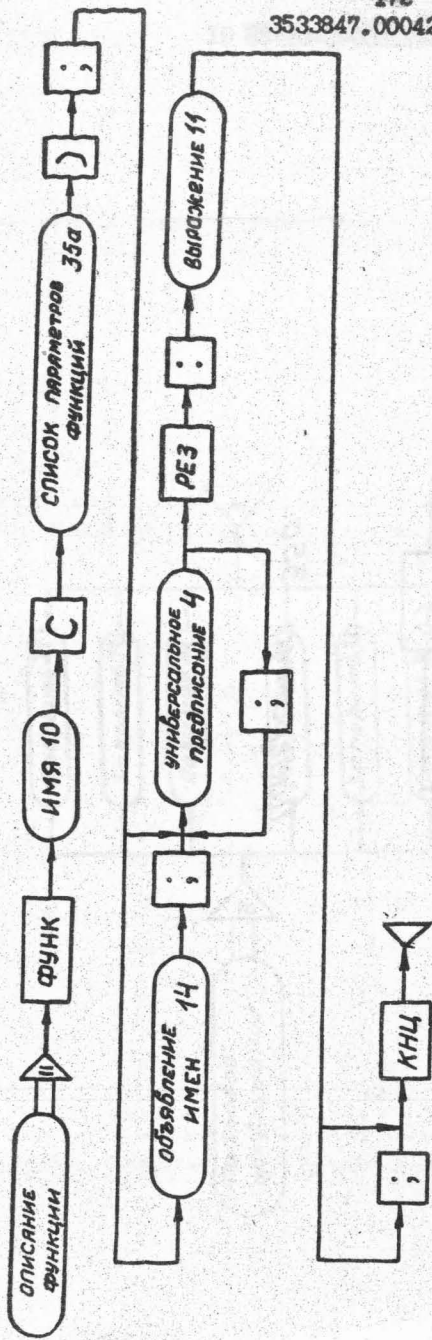 3533847.00042
ОПИСАНИЕ
ФУНКЦИИ
ФУНК
ИМЯ 10
(
СПИСОК ПАРАМЕТРОВ
ФУНКЦИЙ 35а
)
;
ОбЪЯВЛЕНИЕ
ИМЕН 14
;
УНИВЕРСАЛЬНОЕ
ПРЕДПИСАНИЕ 4
;
РЕЗ
:
ВЫРАЖЕНИЕ 11
;
КНЦ